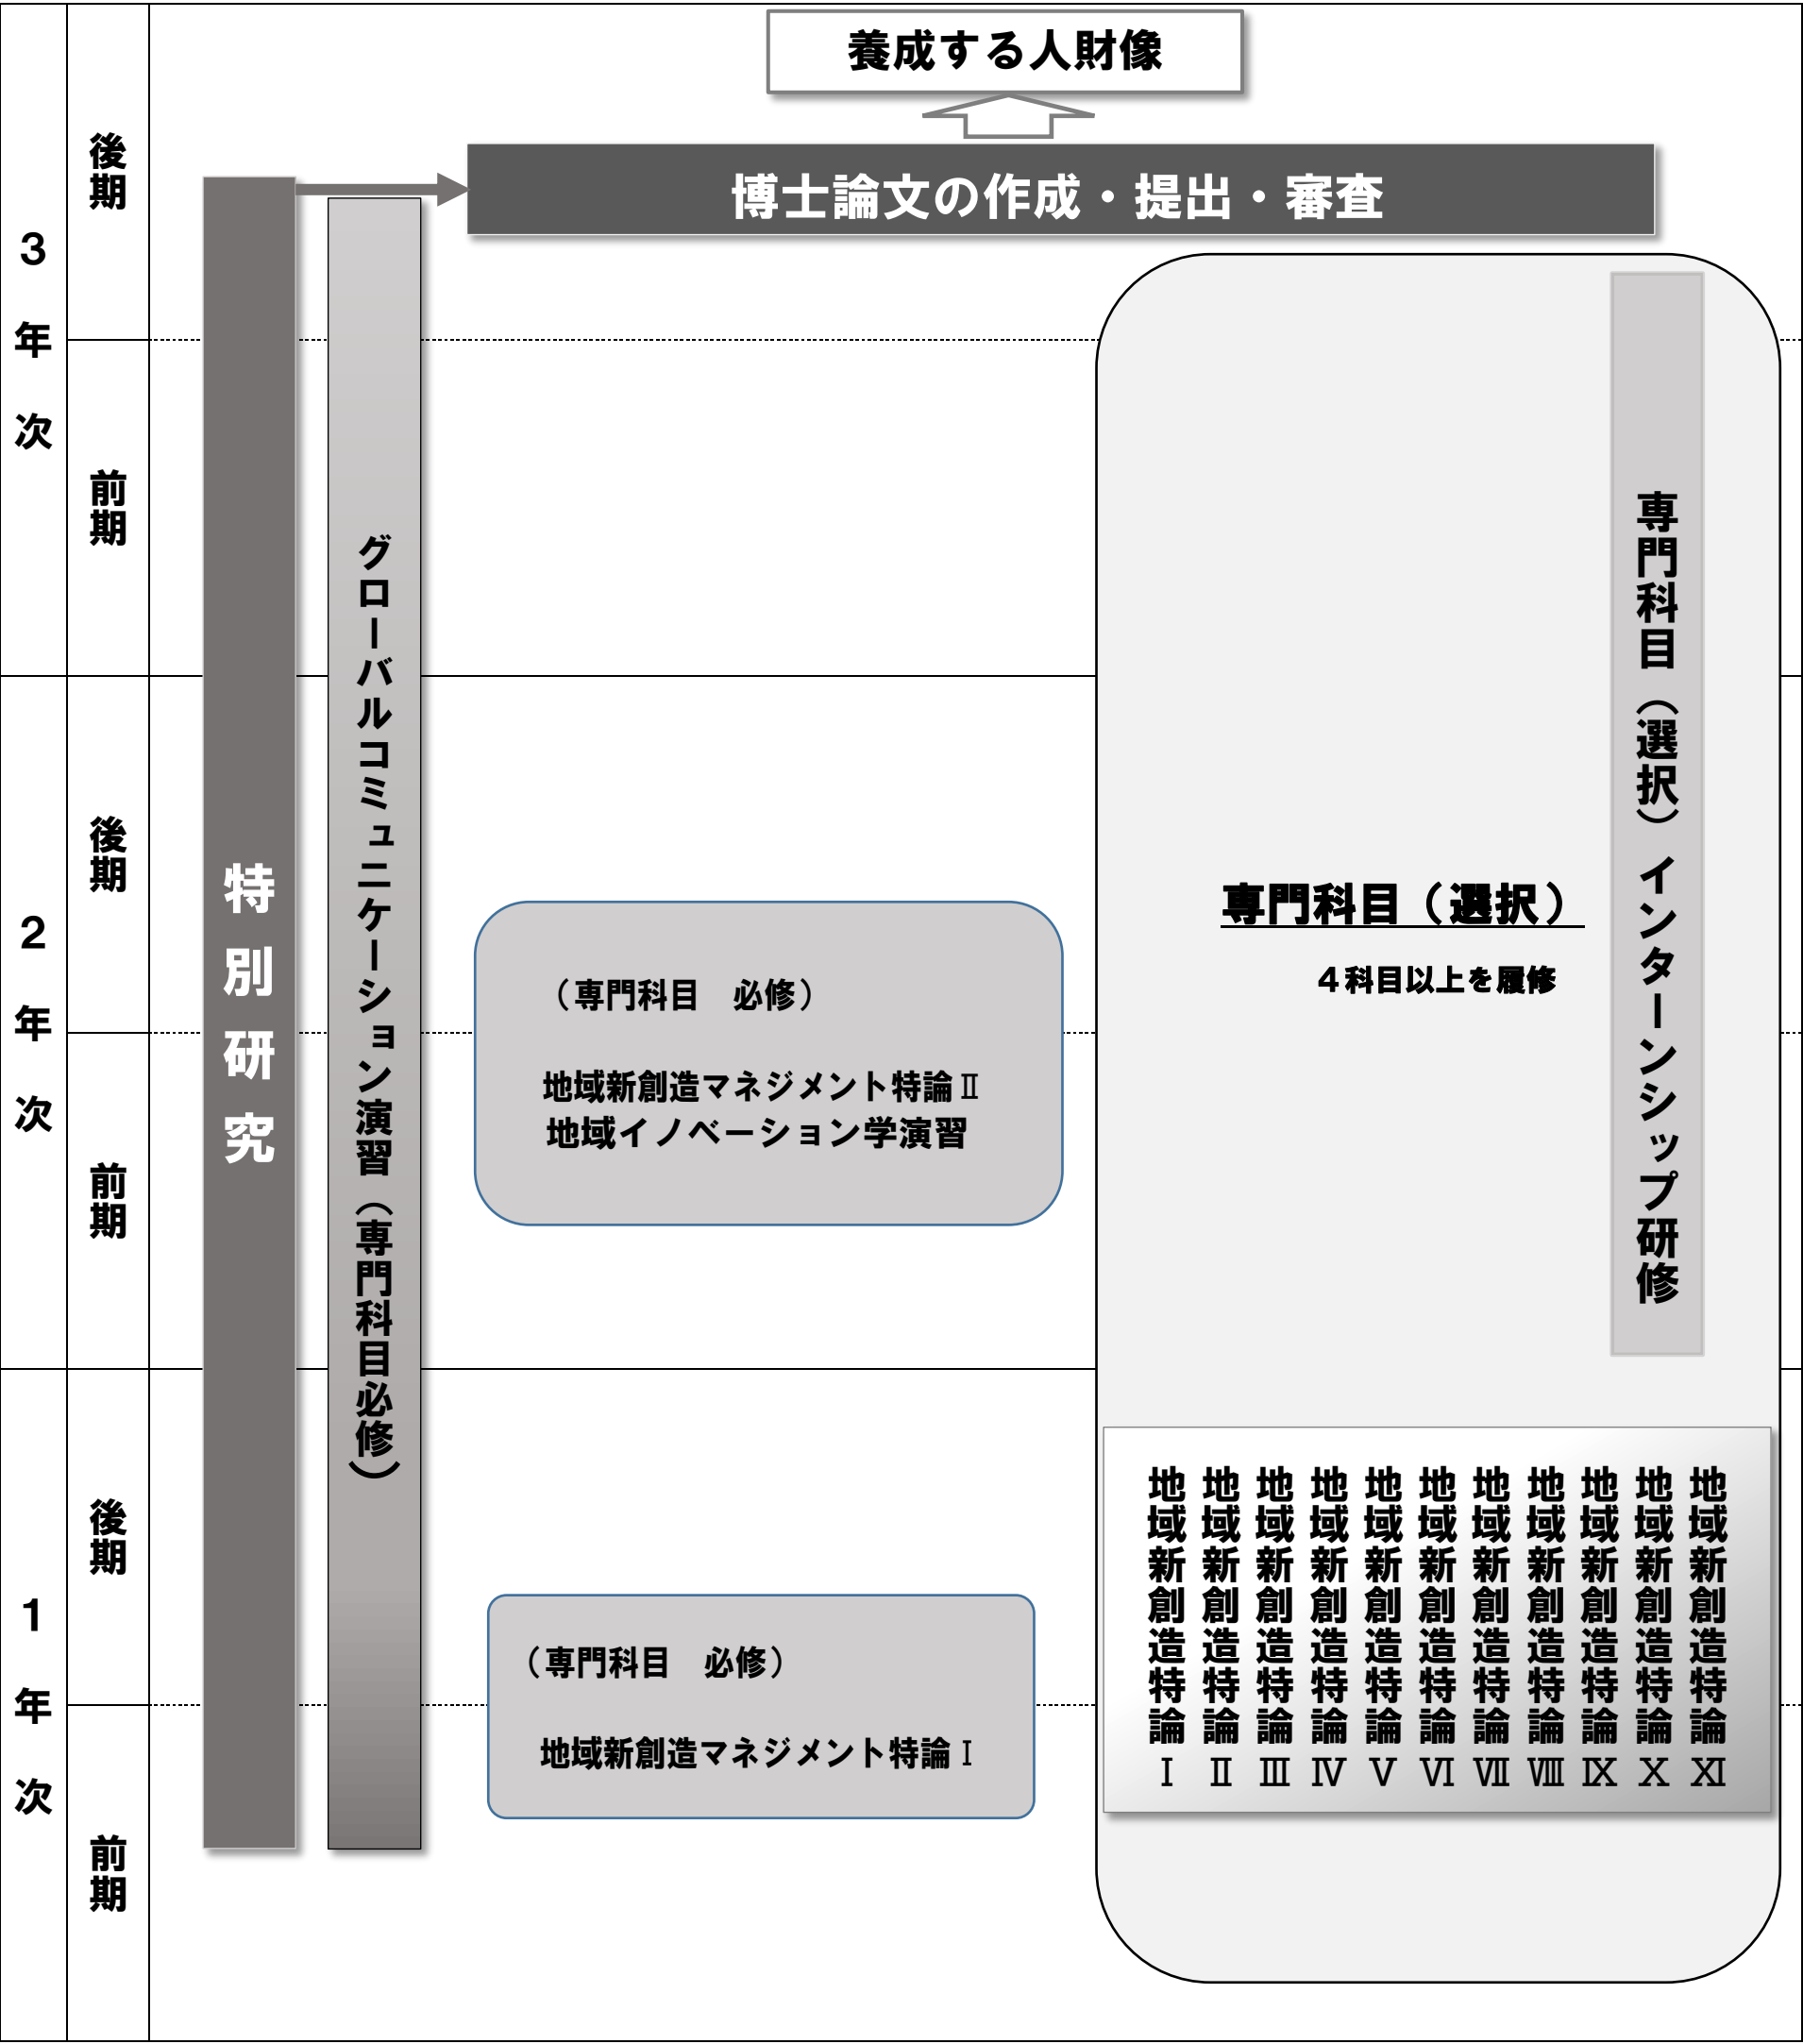 養成する人財像
博士論文の作成・提出・審査
3年次
後期
前期
2年次
後期
前期
1年次
後期
前期
特別研究
グローバルコミュニケーション演習（専門科目必修）
（専門科目　必修）
地域新創造マネジメント特論Ⅱ
地域イノベーション学演習
（専門科目　必修）
地域新創造マネジメント特論Ⅰ
専門科目（選択）
４科目以上を履修
専門科目（選択）インターンシップ研修
地域新創造特論Ⅰ
地域新創造特論Ⅱ
地域新創造特論Ⅲ
地域新創造特論Ⅳ
地域新創造特論Ⅴ
地域新創造特論Ⅵ
地域新創造特論Ⅶ
地域新創造特論Ⅷ
地域新創造特論Ⅸ
地域新創造特論Ⅹ
地域新創造特論Ⅺ